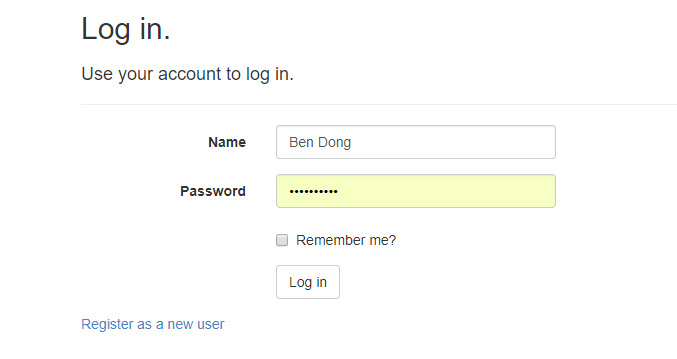 Log in.
Use your account to log in.
Name Ben Dong
Password ••••••••••
Remember me?
Log in
Register as a new user